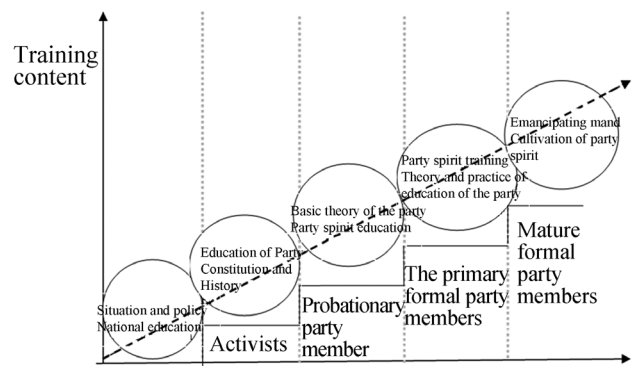 Training
content
Emancipating mand
Cultivation of party
spirit
Party spirit training
Theory and practice of
education of the party
Basic theory of the party
Party spinit education
Education of Party
Constitution and
History
Situation and policy
National education
Activists
Probationary
party
member
The primary
formal party
members
Mature
formal
party
members